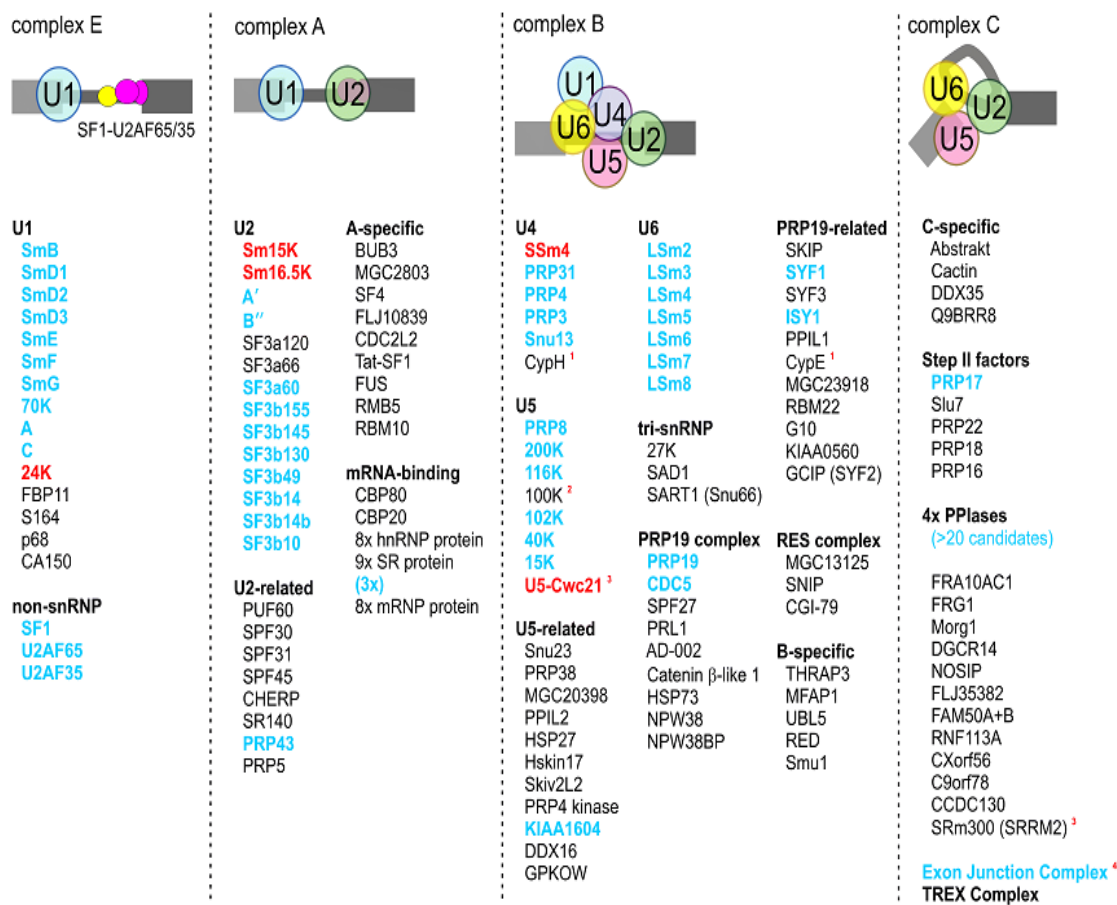 complex E
U1
SF1-U2AF65/35
U1
SmB
SmD1
SmD2
SmD3
SmE
SmF
SmG
70K
A
C
24K
FBP11
S164
p68
CA150
non-snRNP
SF1
U2AF65
U2AF35
complex A
U1
U2
U2
Sm15K
Sm16.5K
A′
B′′
SF3a120
SF3a66
SF3a60
SF3b155
SF3b145
SF3b130
SF3b49
SF3b14
SF3b14b
SF3b10
U2-related
PUF60
SPF30
SPF31
SPF45
CHERP
SR140
PRP43
PRP5
A-specific
BUB3
MGC2803
SF4
FLJ10839
CDC2L2
Tat-SF1
FUS
RMB5
RBM10
mRNA-binding
CBP80
CBP20
8x hnRNP protein
9x SR protein
(3x)
8x mRNP protein
complex B
U1
U6
U4
U2
U5
U4
SSm4
PRP31
PRP4
PRP3
Snu13
CypH 1
U5
PRP8
200K
116K
100K 2
102K
40K
15K
U5-Cwc21 3
U5-related
Snu23
PRP38
MGC20398
PPIL2
HSP27
Hskin17
Skiv2L2
PRP4 kinase
KIAA1604
DDX16
GPKOW
U6
LSm2
LSm3
LSm4
LSm5
LSm6
LSm7
LSm8
tri-snRNP
27K
SAD1
SART1 (Snu66)
PRP19 complex
PRP19
CDC5
SPF27
PRL1
AD-002
Catenin β-like 1
HSP73
NPW38
NPW38BP
PRP19-related
SKIP
SYF1
SYF3
ISY1
PPIL1
CypE 1
MGC23918
RBM22
G10
KIAA0560
GCIP (SYF2)
RES complex
MGC13125
SNIP
CGI-79
B-specific
THRAP3
MFAP1
UBL5
RED
Smu1
complex C
U6
U2
U5
C-specific
Abstrakt
Cactin
DDX35
Q9BRR8
Step II factors
PRP17
Slu7
PRP22
PRP18
PRP16
4x PPlases
(>20 candidates)
FRA10AC1
FRG1
Morg1
DGCR14
NOSIP
FLJ35382
FAM50A+B
RNF113A
CXorf56
C9orf78
CCDC130
SRm300 (SRRM2) 3
Exon Junction Complex 4
TREX Complex